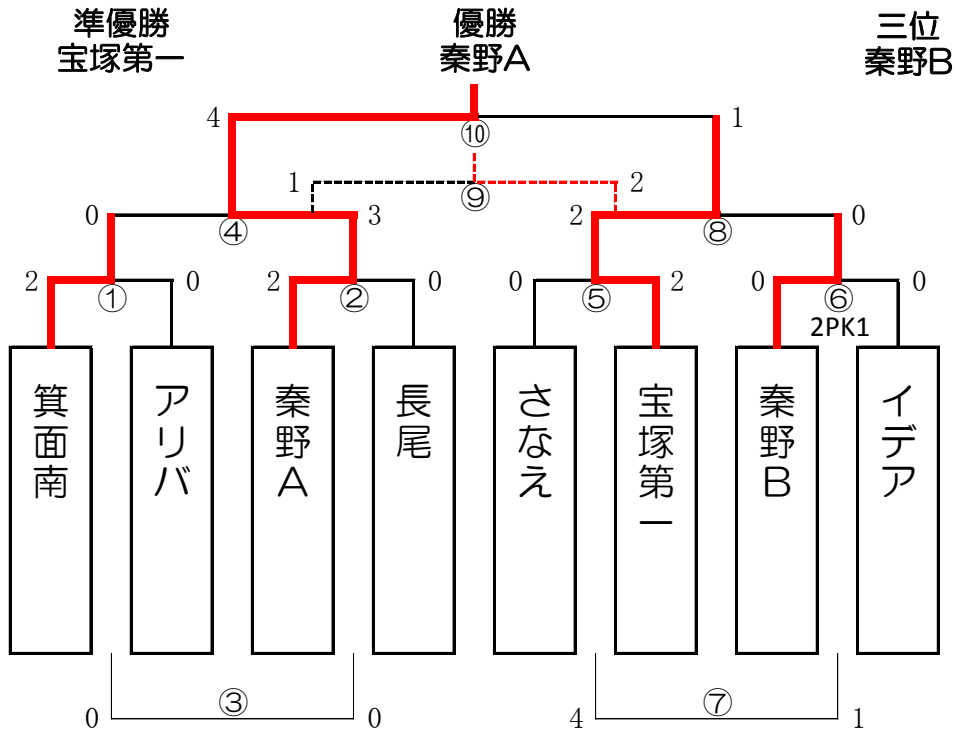 準優勝
宝塚第一
優勝
秦野A
三位
秦野B
4
⑩
1
1
⑨
2
0
④
3
2
⑧
0
2
①
0
2
②
0
0
⑤
2
0
⑥
0
2PK1
箕面南
アリバ
秦野A
長尾
さなえ
宝塚第一
秦野B
イデア
0
③
0
4
⑦
1